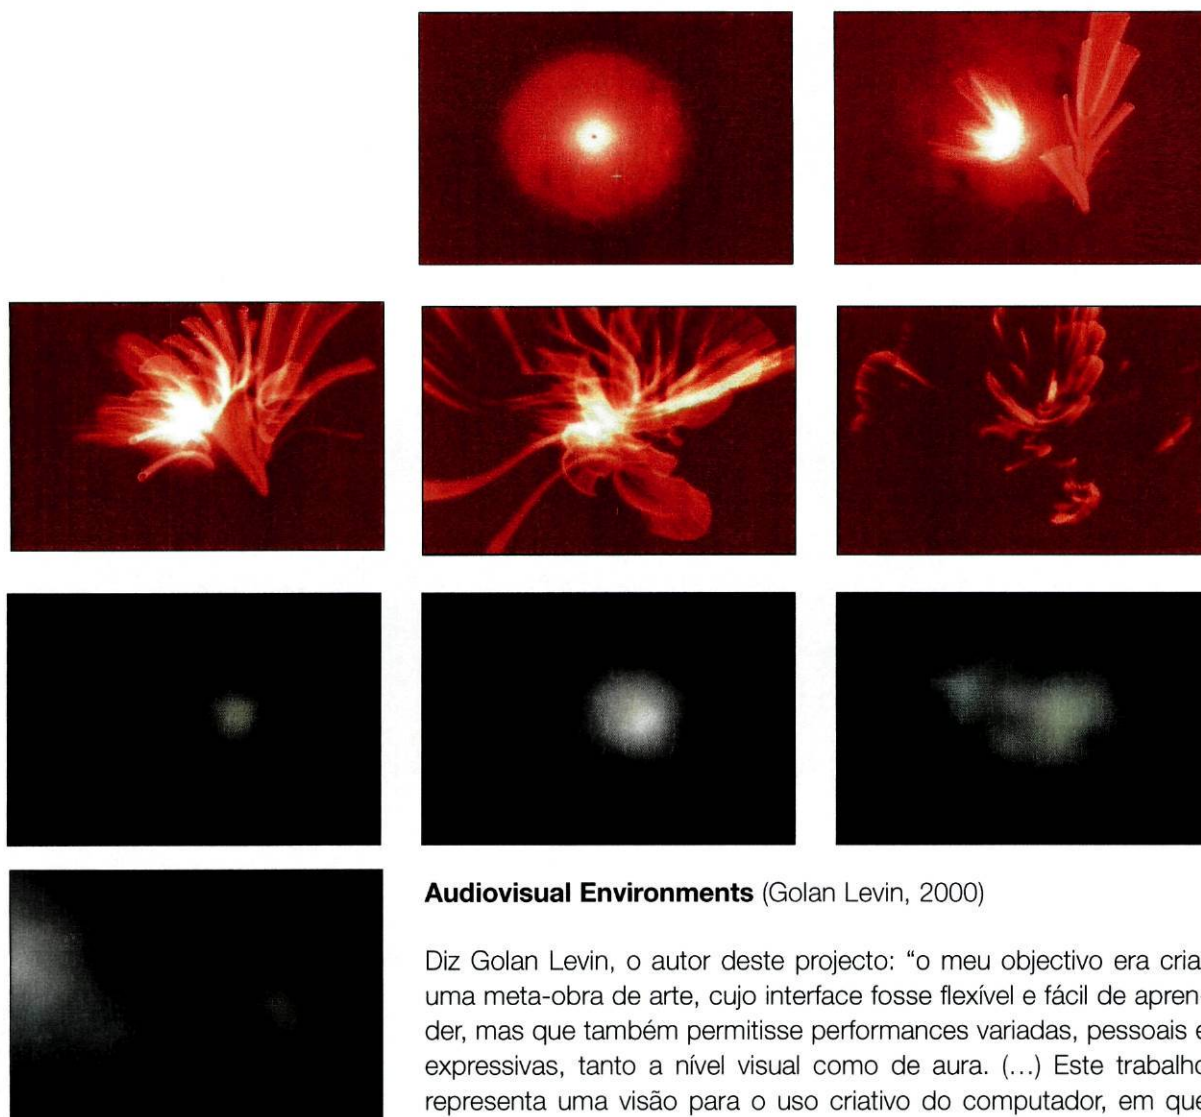 Audiovisual Environments (Golan Levin, 2000)
Diz Golan Levin, o autor deste projecto: “o meu objectivo era cria
uma meta-obra de arte, cujo interface fosse flexível e fácil de apren
der, mas que também permitisse performances variadas, pessoais e
expressivas, tanto a nível visual como de aura. (…) Este trabalho
representa uma visão para o uso criativo do computador, em que